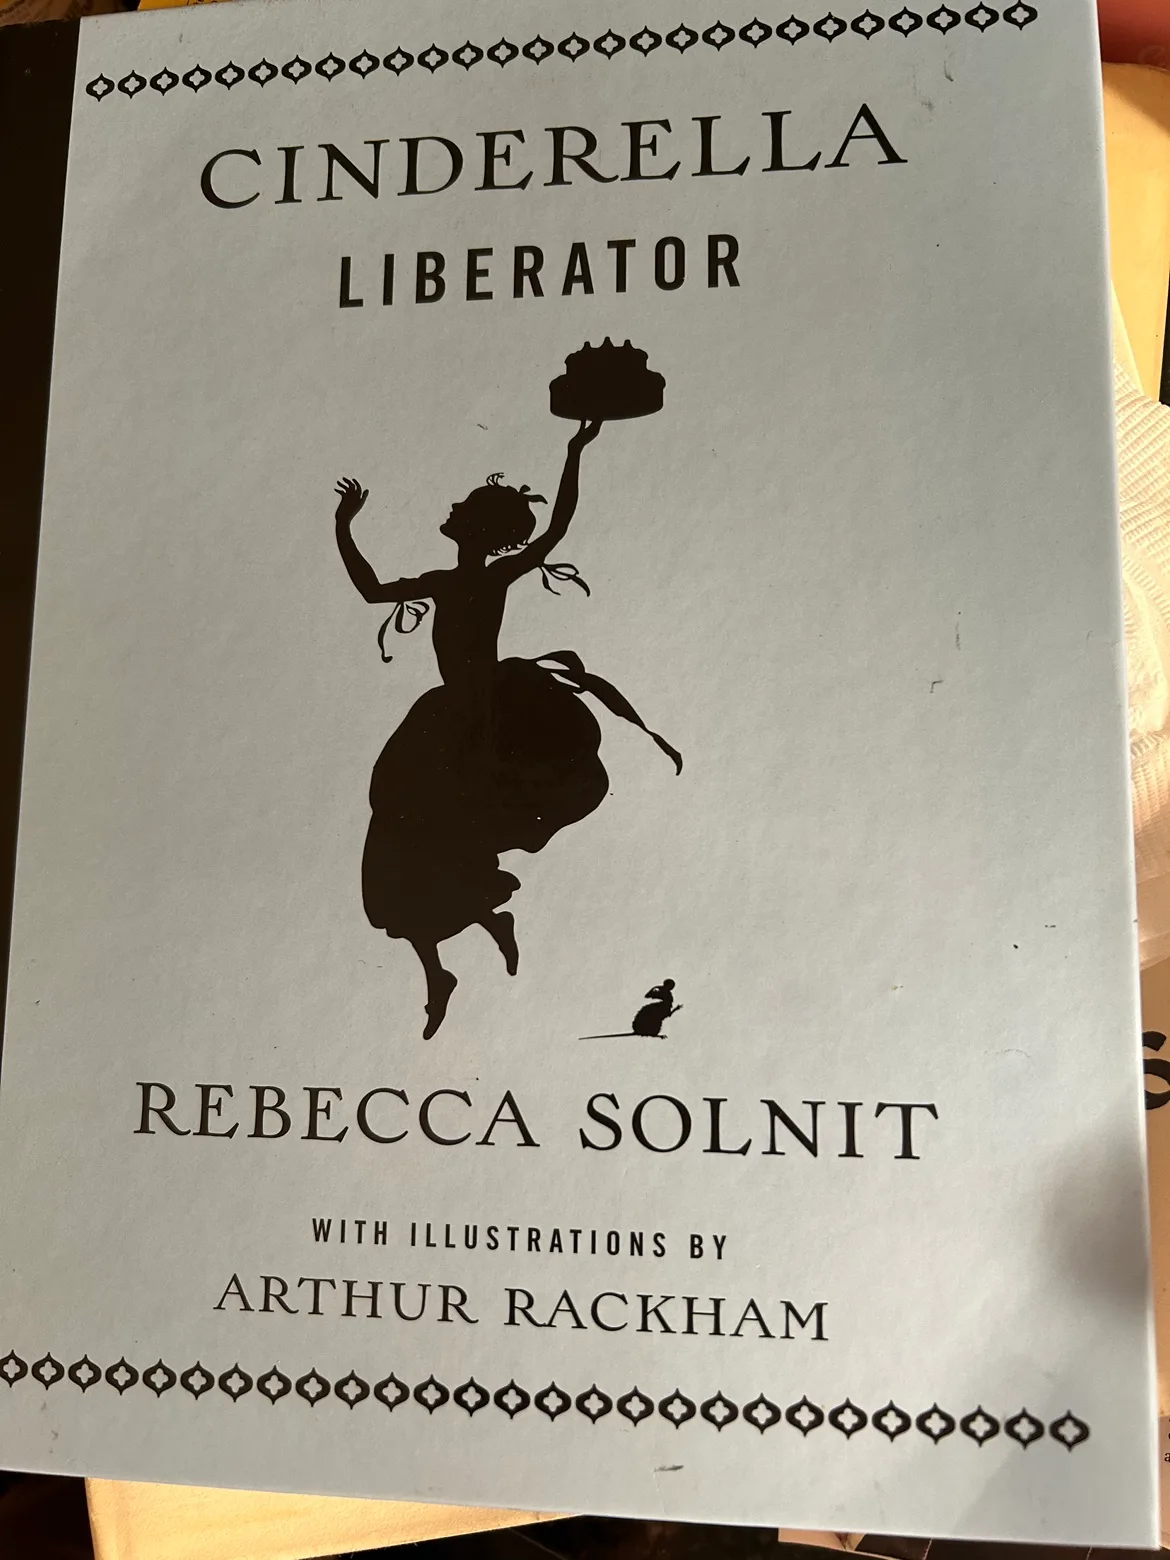 CINDERELLA
LIBERATOR
REBECCA SOLNIT
WITH ILLUSTRATIONS BY
ARTHUR RACKHAM